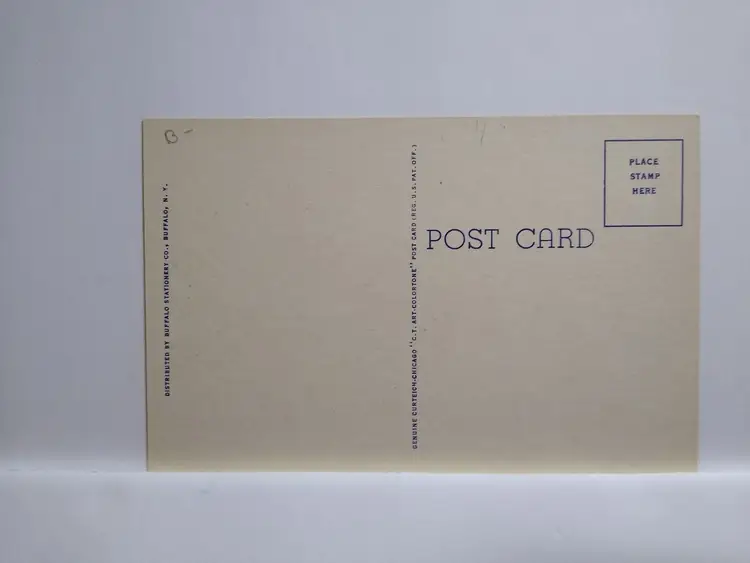 B-
DISTRIBUTED BY BUFFALO STATIONERY CO., BUFFALO, N. Y.
GENUINE CURTEICH-CHICAGO "C.T. ART-COLORTONE" POST CARD (REG. U.S. PAT. OFF.)
POST CARD
PLACE
STAMP
HERE